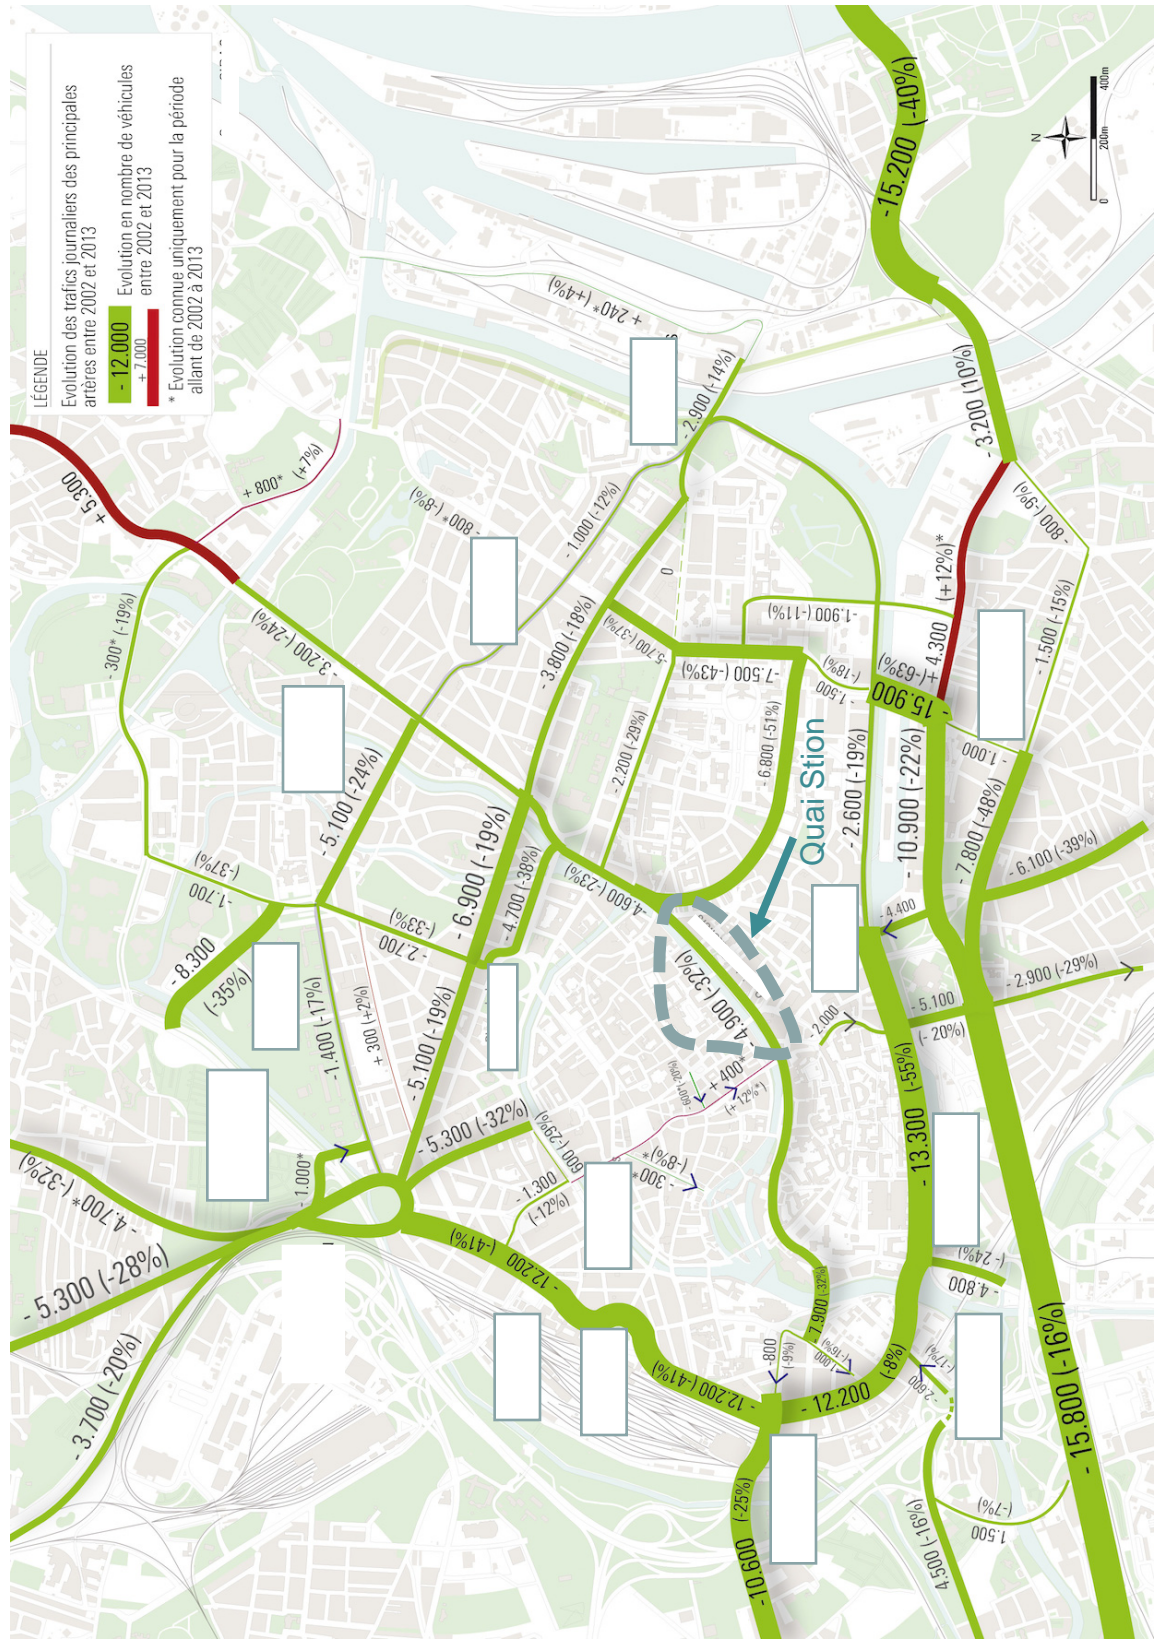 LÉGENDE
Evolution des trafics journaliers des principales
artères entre 2002 et 2013
- 12.000
+ 7.000
Evolution en nombre de véhicules
entre 2002 et 2013
* Evolution connue uniquement pour la période
allant de 2002 à 2013
+ 5.300
+ 800* (+7%)
- 300* (-19%)
- 3.200 (-24%)
- 800* (-8%)
- 1.000 (-12%)
+ 240* (+4%)
- 2.900 (-14%)
-15.200 (-40%)
N
0 200m 400m
- 3.200 (10%)
- 800 (-9%)
+ 4.300 (+12%)*
- 1.500 (-15%)
- 1.900 (-11%)
0
- 3.800 (-18%)
-5.700 (-37%)
-7.500 (-43%)
-1.500
(-18%)
+(-63%)
- 15.900
- 1.000
- 2.200 (-29%)
- 6.800 (-51%)
Quai Stion
- 2.600 (-19%)
- 10.900 (-22%)
- 7.800 (-48%)
- 6.100 (-39%)
- 5.100 (-24%)
- 6.900 (-19%)
- 4.700 (-38%)
-4.600 (-23%)
-1.700
(-37%)
- 8.300
(-35%)
-2.700
(-33%)
-1.400 (-17%)
+ 300 (+2%)
- 5.100 (-19%)
- 4.900 (-32%)
- 4.400
- 2.900 (-29%)
- 5.100
(- 20%)
- 2.000
-600*(-20%)
+ 400*
(+ 12%*)
- 5.300 (-32%)
600 (-29%)
- 1.300
(-12%)
- 300*
(-8%)*
- 1.000*
- 4.700* (-32%)
- 5.300 (-28%)
- 3.700 (-20%)
- 12.200 (-41%)
- 12.200 (-41%)
- 13.300 (-55%)
- 4.800
(-24%)
7.900 (-32%)
-800
(-9%)
1.000
(-16%)
- 12.200 (-8%)
-2.600
(-17%)
-10.600 (-25%)
4.500 (-16%)
1.500
(-7%)
- 15.800 (-16%)